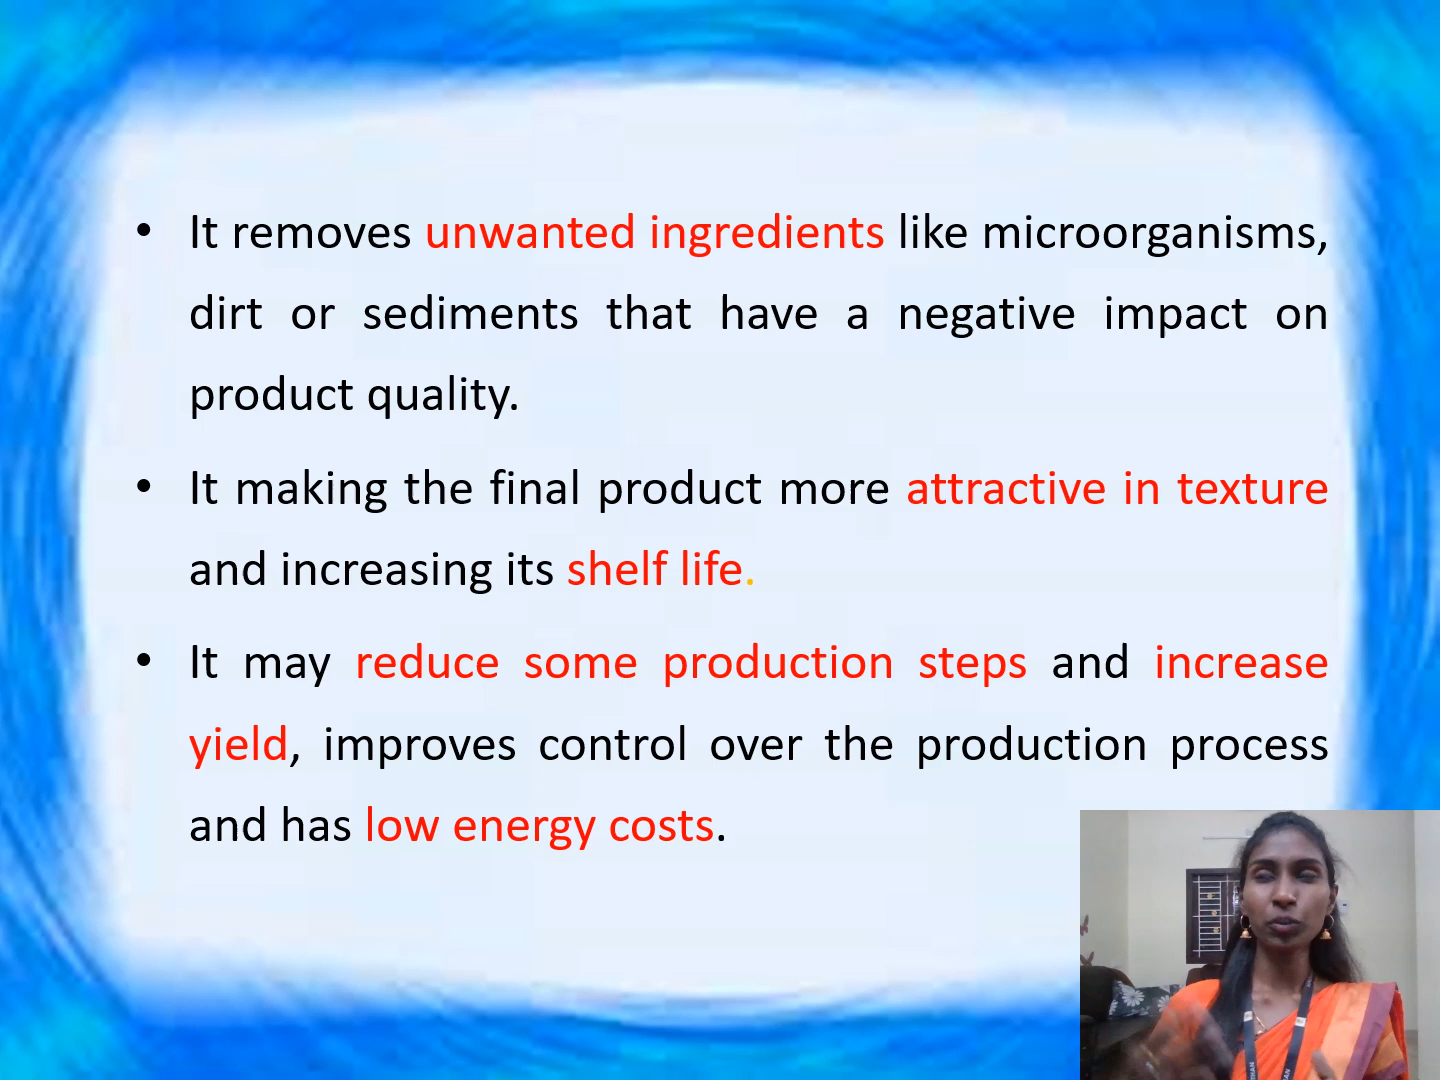 • It removes unwanted ingredients like microorganisms,
dirt or sediments that have a negative impact on
product quality.
• It making the final product more attractive in texture
and increasing its shelf life.
• It may reduce some production steps and increase
yield, improves control over the production process
and has low energy costs.